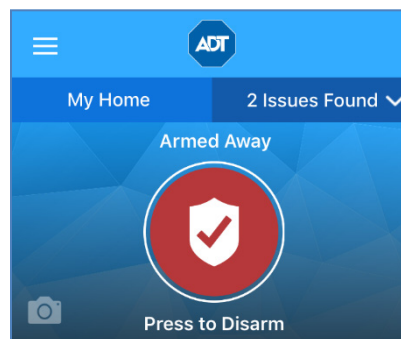 ADT
My Home
2 Issues Found
Armed Away
Press to Disarm